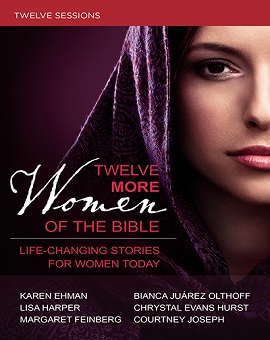 TWELVE SESSIONS
TWELVE
MORE
Women
OF THE BIBLE
LIFE-CHANGING STORIES
FOR WOMEN TODAY
KAREN EHMAN
LISA HARPER
MARGARET FEINBERG
BIANCA JUÁREZ OLTHOFF
CHRYSTAL EVANS HURST
COURTNEY JOSEPH